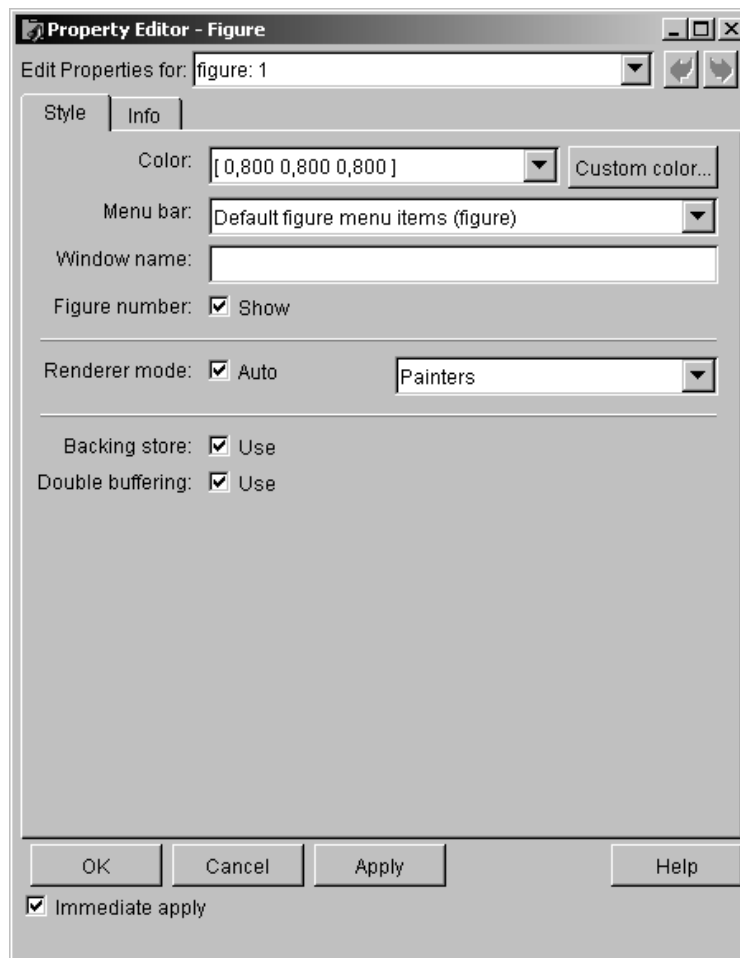 Property Editor - Figure
Edit Properties for: figure: 1
Style Info
Color: [ 0,800 0,800 0,800 ] Custom color...
Menu bar: Default figure menu items (figure)
Window name:
Figure number: Show
Renderer mode: Auto Painters
Backing store: Use
Double buffering: Use
OK Cancel Apply Help
Immediate apply